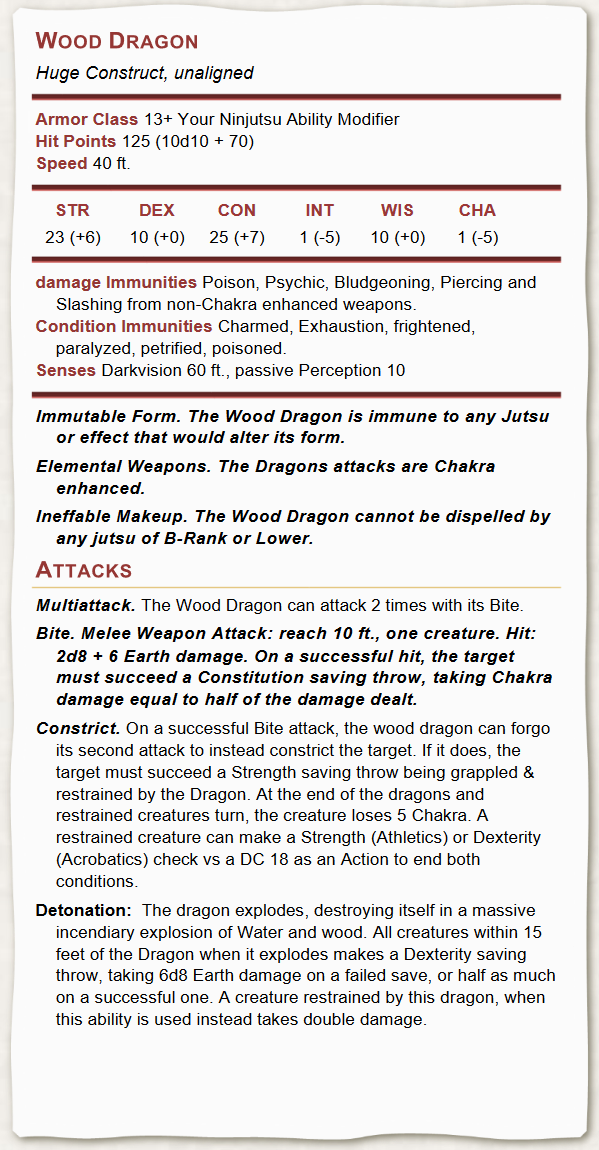 WOOD DRAGON
Huge Construct, unaligned
Armor Class 13+ Your Ninjutsu Ability Modifier
Hit Points 125 (10d10 + 70)
Speed 40 ft.
STR DEX CON INT WIS CHA
23 (+6) 10 (+0) 25 (+7) 1 (-5) 10 (+0) 1 (-5)
damage Immunities Poison, Psychic, Bludgeoning, Piercing and
Slashing from non-Chakra enhanced weapons.
Condition Immunities Charmed, Exhaustion, frightened,
paralyzed, petrified, poisoned.
Senses Darkvision 60 ft., passive Perception 10
Immutable Form. The Wood Dragon is immune to any Jutsu
or effect that would alter its form.
Elemental Weapons. The Dragons attacks are Chakra
enhanced.
Ineffable Makeup. The Wood Dragon cannot be dispelled by
any jutsu of B-Rank or Lower.
ATTACKS
Multiattack. The Wood Dragon can attack 2 times with its Bite.
Bite. Melee Weapon Attack: reach 10 ft., one creature. Hit:
2d8 + 6 Earth damage. On a successful hit, the target
must succeed a Constitution saving throw, taking Chakra
damage equal to half of the damage dealt.
Constrict. On a successful Bite attack, the wood dragon can forgo
its second attack to instead constrict the target. If it does, the
target must succeed a Strength saving throw being grappled &
restrained by the Dragon. At the end of the dragons and
restrained creatures turn, the creature loses 5 Chakra. A
restrained creature can make a Strength (Athletics) or Dexterity
(Acrobatics) check vs a DC 18 as an Action to end both
conditions.
Detonation: The dragon explodes, destroying itself in a massive
incendiary explosion of Water and wood. All creatures within 15
feet of the Dragon when it explodes makes a Dexterity saving
throw, taking 6d8 Earth damage on a failed save, or half as much
on a successful one. A creature restrained by this dragon, when
this ability is used instead takes double damage.